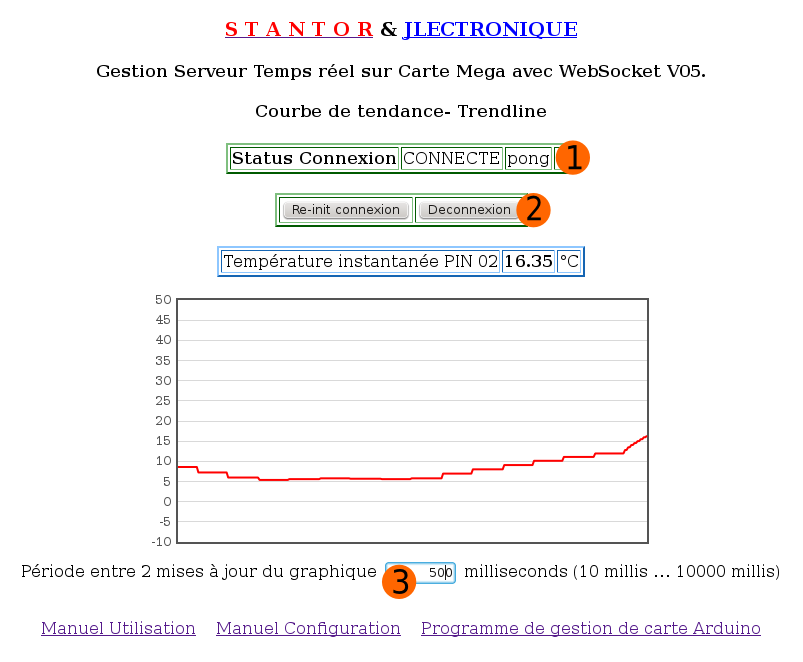 S T A N T O R & JLECTRONIQUE
Gestion Serveur Temps réel sur Carte Mega avec WebSocket V05.
Courbe de tendance- Trendline
Status Connexion CONNECTE pong 1
Re-init connexion Deconnexion 2
Température instantanée PIN 02 16.35 °C
50
45
40
35
30
25
20
15
10
5
0
-5
-10
Période entre 2 mises à jour du graphique 3 500 milliseconds (10 millis ... 10000 millis)
Manuel Utilisation Manuel Configuration Programme de gestion de carte Arduino